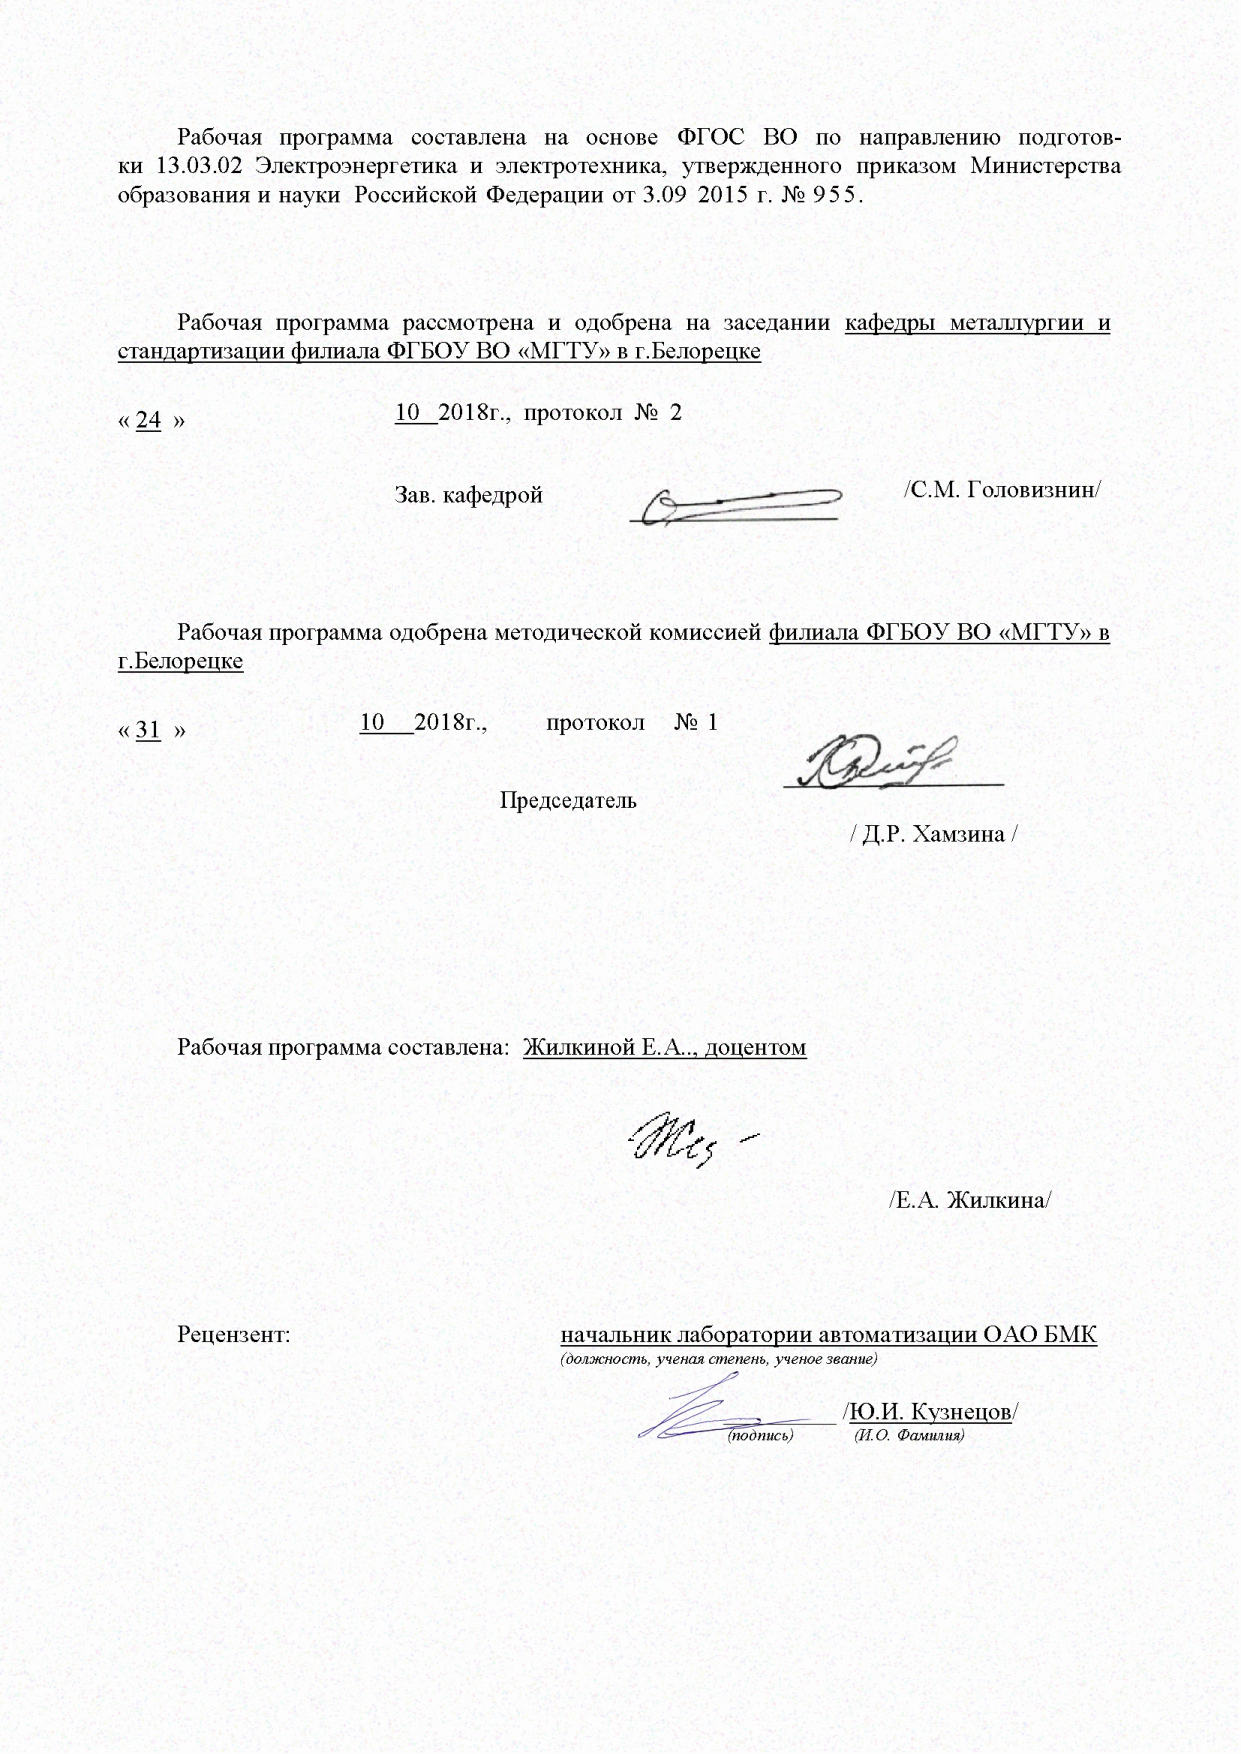 Рабочая программа составлена на основе ФГОС ВО по направлению подготов-
ки 13.03.02 Электроэнергетика и электротехника, утвержденного приказом Министерства
образования и науки Российской Федерации от 3.09 2015 г. № 955.
Рабочая программа рассмотрена и одобрена на заседании кафедры металлургии и
стандартизации филиала ФГБОУ ВО «МГТУ» в г.Белорецке
« 24 » 10 2018г., протокол № 2
Зав. кафедрой /С.М. Головизнин/
Рабочая программа одобрена методической комиссией филиала ФГБОУ ВО «МГТУ» в
г.Белорецке
« 31 » 10 2018г., протокол № 1
Председатель
/ Д.Р. Хамзина /
Рабочая программа составлена: Жилкиной Е.А.., доцентом
/Е.А. Жилкина/
Рецензент: начальник лаборатории автоматизации ОАО БМК
(должность, ученая степень, ученое звание)
/Ю.И. Кузнецов/
(подпись) (И.О. Фамилия)